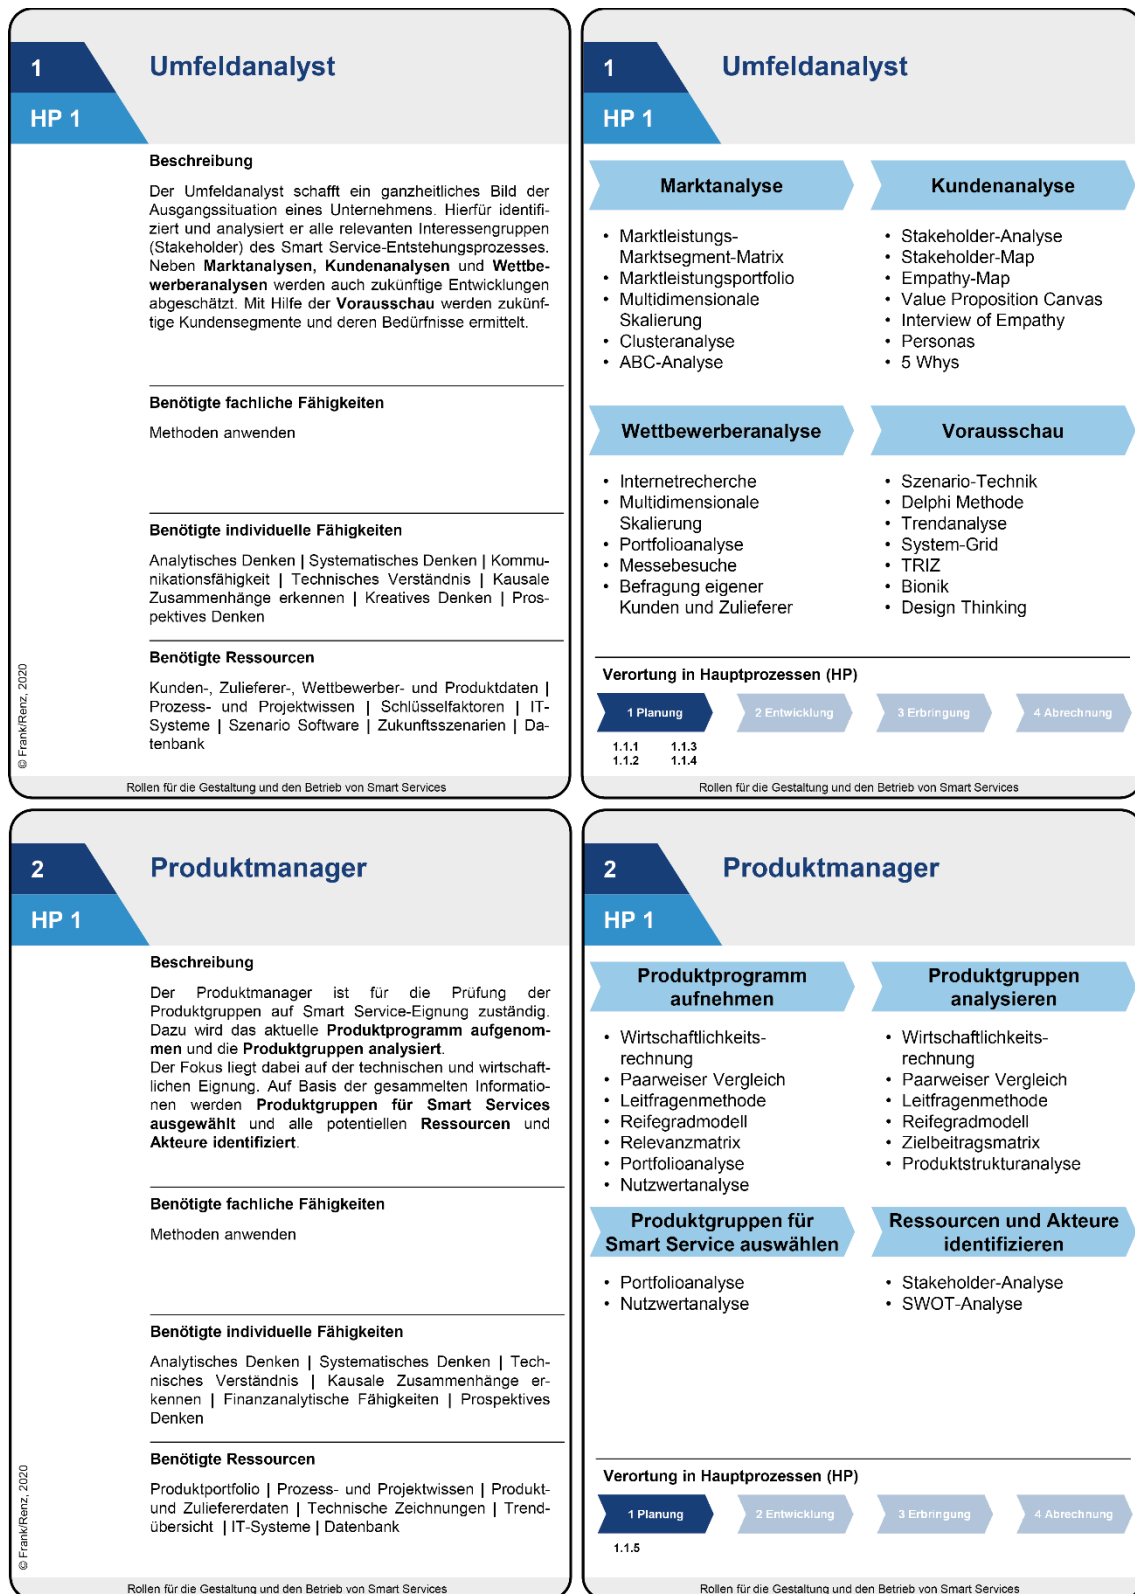 1
HP 1
Umfeldanalyst
Beschreibung
Der Umfeldanalyst schafft ein ganzheitliches Bild der
Ausgangssituation eines Unternehmens. Hierfür identifi-
ziert und analysiert er alle relevanten Interessengruppen
(Stakeholder) des Smart Service-Entstehungsprozesses.
Neben Marktanalysen, Kundenanalysen und Wettbe-
werberanalysen werden auch zukünftige Entwicklungen
abgeschätzt. Mit Hilfe der Vorausschau werden zukünf-
tige Kundensegmente und deren Bedürfnisse ermittelt.
Benötigte fachliche Fähigkeiten
Methoden anwenden
Benötigte individuelle Fähigkeiten
Analytisches Denken | Systematisches Denken | Kommu-
nikationsfähigkeit | Technisches Verständnis | Kausale
Zusammenhänge erkennen | Kreatives Denken | Pros-
pektives Denken
Benötigte Ressourcen
Kunden-, Zulieferer-, Wettbewerber- und Produktdaten |
Prozess- und Projektwissen | Schlüsselfaktoren | IT-
Systeme | Szenario Software | Zukunftsszenarien | Da-
tenbank
© Frank/Renz, 2020
Rollen für die Gestaltung und den Betrieb von Smart Services
1
HP 1
Umfeldanalyst
Marktanalyse
• Marktleistungs-
Marktsegment-Matrix
• Marktleistungsportfolio
• Multidimensionale
Skalierung
• Clusteranalyse
• ABC-Analyse
Kundenanalyse
• Stakeholder-Analyse
• Stakeholder-Map
• Empathy-Map
• Value Proposition Canvas
• Interview of Empathy
• Personas
• 5 Whys
Wettbewerberanalyse
• Internetrecherche
• Multidimensionale
Skalierung
• Portfolioanalyse
• Messebesuche
• Befragung eigener
Kunden und Zulieferer
Vorausschau
• Szenario-Technik
• Delphi Methode
• Trendanalyse
• System-Grid
• TRIZ
• Bionik
• Design Thinking
Verortung in Hauptprozessen (HP)
1 Planung
2 Entwicklung
3 Erbringung
4 Abrechnung
1.1.1 1.1.3
1.1.2 1.1.4
Rollen für die Gestaltung und den Betrieb von Smart Services
2
HP 1
Produktmanager
Beschreibung
Der Produktmanager ist für die Prüfung der
Produktgruppen auf Smart Service-Eignung zuständig.
Dazu wird das aktuelle Produktprogramm aufgenom-
men und die Produktgruppen analysiert.
Der Fokus liegt dabei auf der technischen und wirtschaft-
lichen Eignung. Auf Basis der gesammelten Informatio-
nen werden Produktgruppen für Smart Services
ausgewählt und alle potentiellen Ressourcen und
Akteure identifiziert.
Benötigte fachliche Fähigkeiten
Methoden anwenden
Benötigte individuelle Fähigkeiten
Analytisches Denken | Systematisches Denken | Tech-
nisches Verständnis | Kausale Zusammenhänge er-
kennen | Finanzanalytische Fähigkeiten | Prospektives
Denken
Benötigte Ressourcen
Produktportfolio | Prozess- und Projektwissen | Produkt-
und Zuliefererdaten | Technische Zeichnungen | Trend-
übersicht | IT-Systeme | Datenbank
© Frank/Renz, 2020
Rollen für die Gestaltung und den Betrieb von Smart Services
2
HP 1
Produktmanager
Produktprogramm
aufnehmen
• Wirtschaftlichkeits-
rechnung
• Paarweiser Vergleich
• Leitfragenmethode
• Reifegradmodell
• Relevanzmatrix
• Portfolioanalyse
• Nutzwertanalyse
Produktgruppen
analysieren
• Wirtschaftlichkeits-
rechnung
• Paarweiser Vergleich
• Leitfragenmethode
• Reifegradmodell
• Zielbeitragsmatrix
• Produktstrukturanalyse
Produktgruppen für
Smart Service auswählen
• Portfolioanalyse
• Nutzwertanalyse
Ressourcen und Akteure
identifizieren
• Stakeholder-Analyse
• SWOT-Analyse
Verortung in Hauptprozessen (HP)
1 Planung
2 Entwicklung
3 Erbringung
4 Abrechnung
1.1.5
Rollen für die Gestaltung und den Betrieb von Smart Services